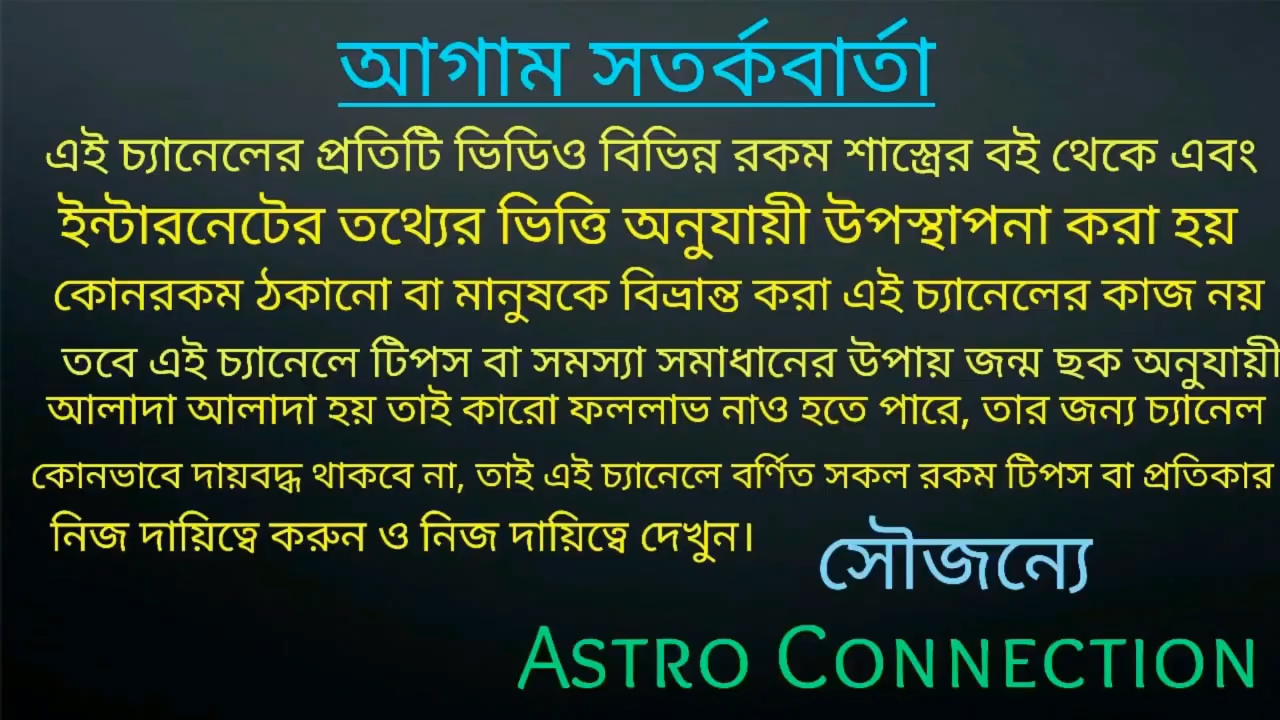 আগাম সতর্কবার্তা
এই চ্যানেলের প্রতিটি ভিডিও বিভিন্ন রকম শাস্ত্রের বই থেকে এবং
ইন্টারনেটের তথ্যের ভিত্তি অনুযায়ী উপস্থাপনা করা হয়
কোনরকম ঠকানো বা মানুষকে বিভ্রান্ত করা এই চ্যানেলের কাজ নয়
তবে এই চ্যানেলে টিপস বা সমস্যা সমাধানের উপায় জন্ম ছক অনুযায়ী
আলাদা আলাদা হয় তাই কারো ফললাভ নাও হতে পারে, তার জন্য চ্যানেল
কোনভাবে দায়বদ্ধ থাকবে না, তাই এই চ্যানেলে বর্ণিত সকল রকম টিপস বা প্রতিকার
নিজ দায়িত্বে করুন ও নিজ দায়িত্বে দেখুন।
সৌজন্যে
ASTRO CONNECTION